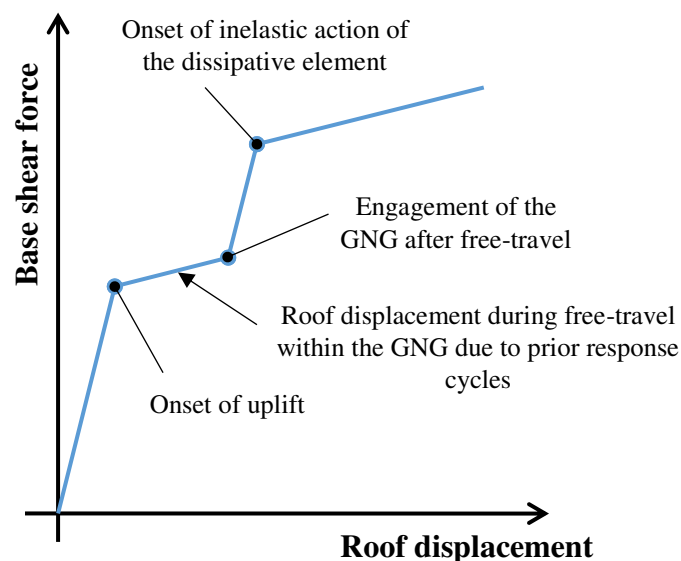 Onset of inelastic action of
the dissipative element
Base shear force
Engagement of the
GNG after free-travel
Roof displacement during free-travel
within the GNG due to prior response
cycles
Onset of uplift
Roof displacement